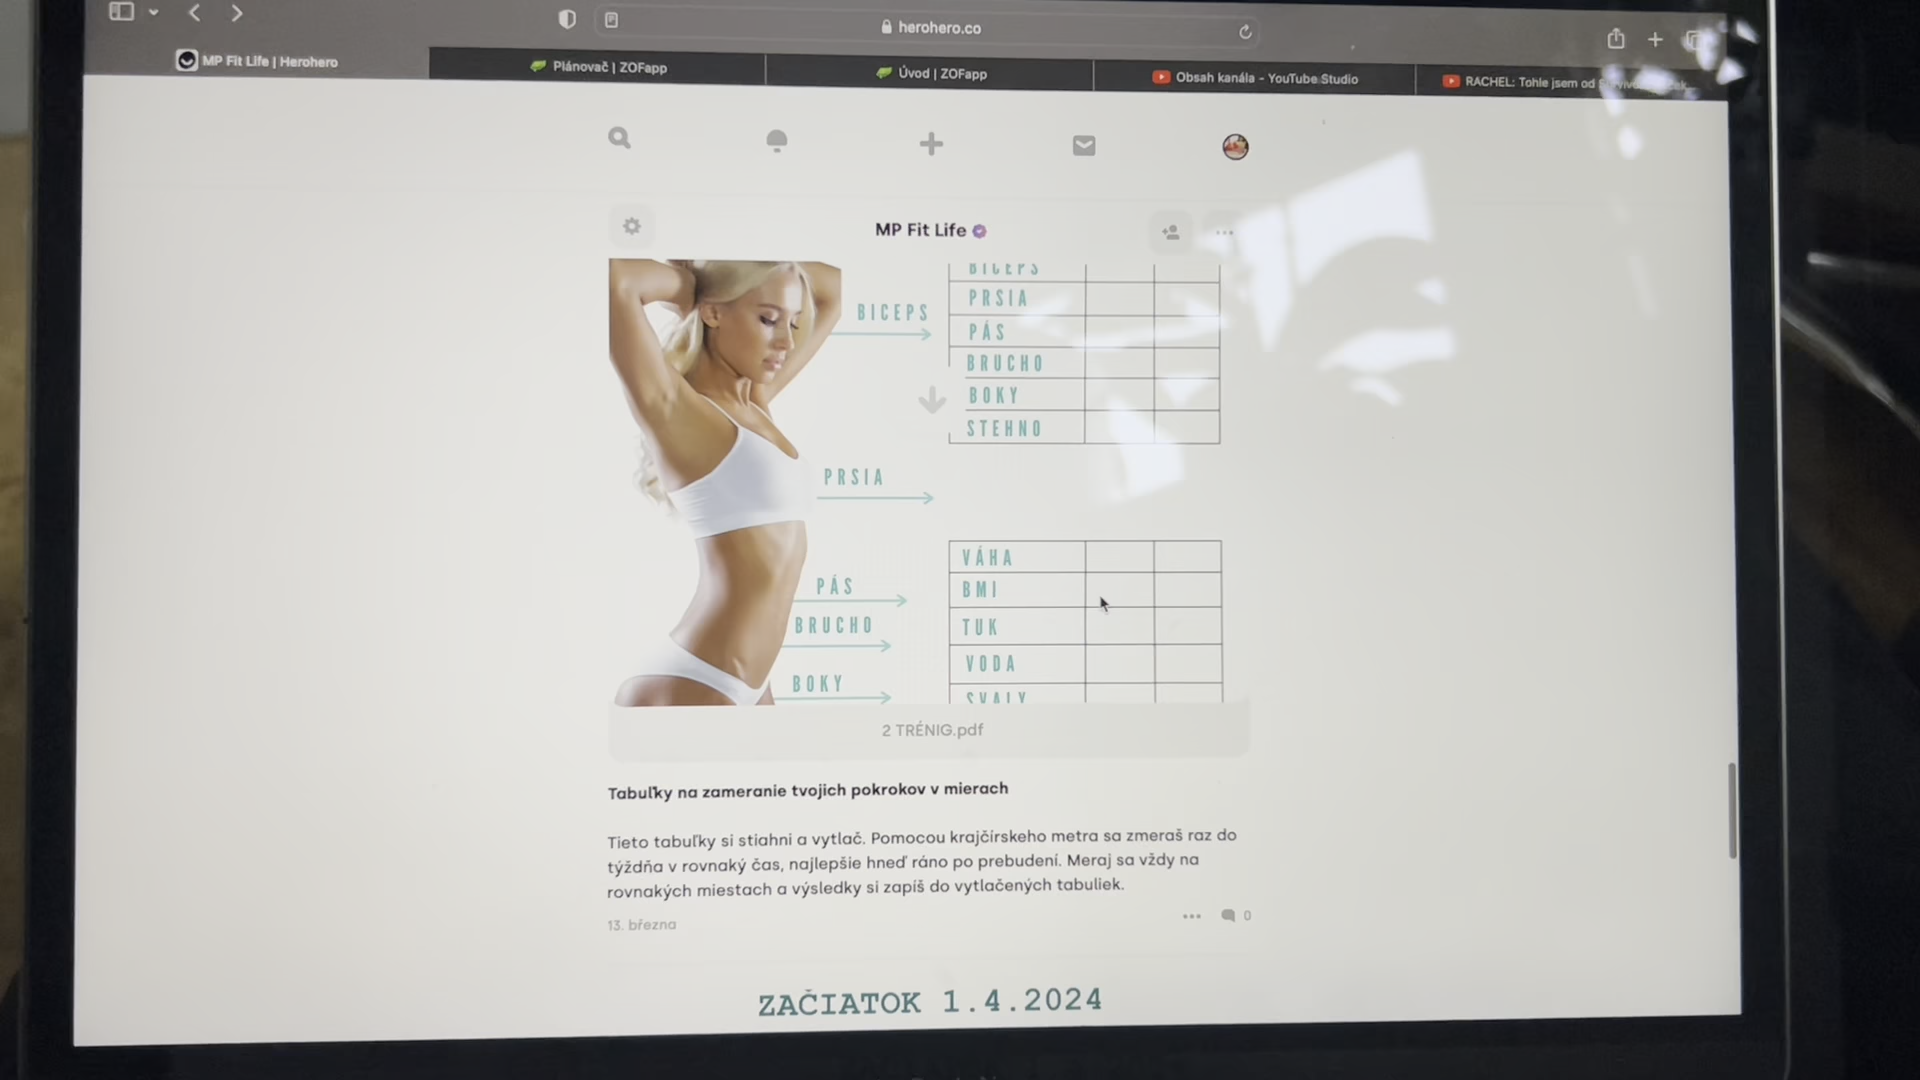 herohero.co
MP Fit Life | Herohero
Plánovač | ZOFapp
Úvod | ZOFapp
Obsah kanála - YouTube Studio
RACHEL: Tohle jsem od
MP Fit Life
BICEPS
PRSIA
PÁS
BRUCHO
BOKY
STEHNO
BICEPS
PRSIA
PÁS
BRUCHO
BOKY
VÁHA
BMI
TUK
VODA
SVALY
2 TRÉNIG.pdf
Tabuľky na zameranie tvojich pokrokov v mierach
Tieto tabuľky si stiahni a vytlač. Pomocou krajčírskeho metra sa zmeraš raz do
týždňa v rovnaký čas, najlepšie hneď ráno po prebudení. Meraj sa vždy na
rovnakých miestach a výsledky si zapíš do vytlačených tabuliek.
13. března
0
ZAČIATOK 1.4.2024